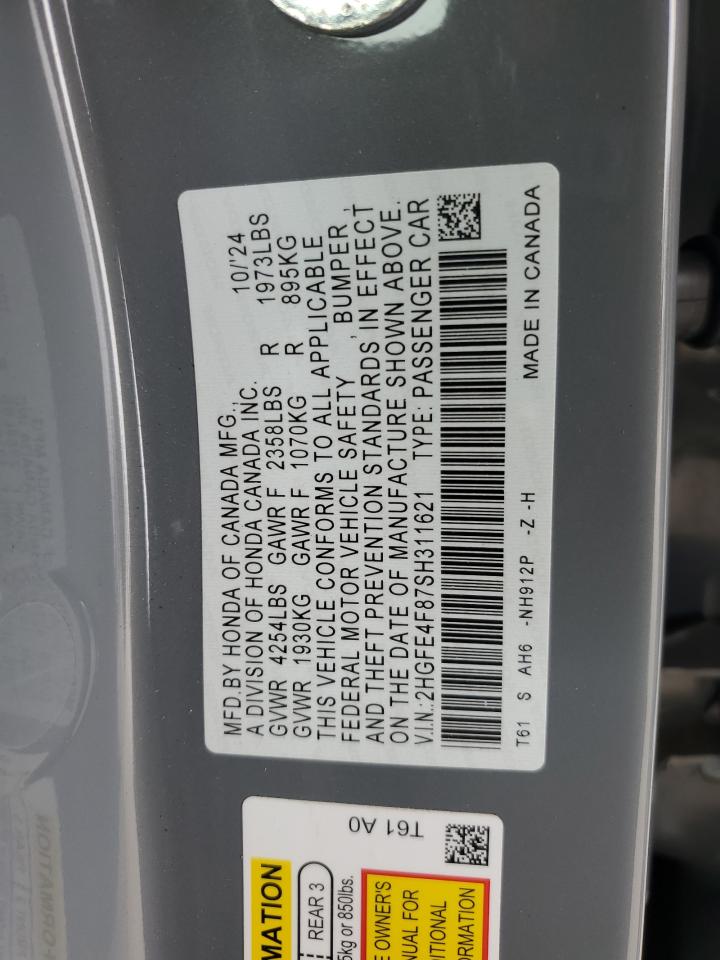 MFD.BY HONDA OF CANADA MFG., 10/'24
A DIVISION OF HONDA CANADA INC.
GVWR 4254LBS GAWR F 2358LBS R 1973LBS
GVWR 1930KG GAWR F 1070KG R 895KG
THIS VEHICLE CONFORMS TO ALL APPLICABLE
FEDERAL MOTOR VEHICLE SAFETY , BUMPER ,
AND THEFT PREVENTION STANDARDS IN EFFECT
ON THE DATE OF MANUFACTURE SHOWN ABOVE.
V.I.N.:2HGFE4F87SH311621 TYPE: PASSENGER CAR
T61 S AH6 -NH912P -Z -H MADE IN CANADA
T61 A0
MATION
REAR 3
5kg or 850lbs.
E OWNER'S
NUAL FOR
DITIONAL
ORMATION